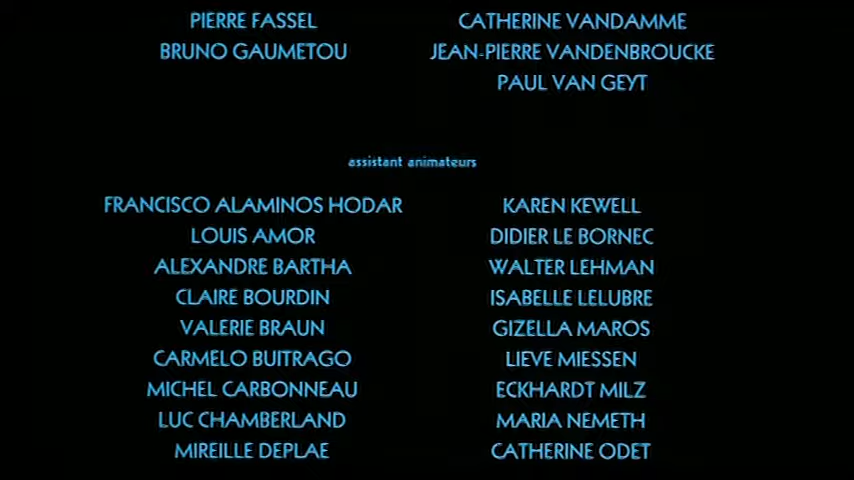 PIERRE FASSEL CATHERINE VANDAMME
BRUNO GAUMETOU JEAN-PIERRE VANDENBROUCKE
PAUL VAN GEYT
assistant animateurs
FRANCISCO ALAMINOS HODAR KAREN KEWELL
LOUIS AMOR DIDIER LE BORNEC
ALEXANDRE BARTHA WALTER LEHMAN
CLAIRE BOURDIN ISABELLE LELUBRE
VALERIE BRAUN GIZELLA MAROS
CARMELO BUITRAGO LIEVE MIESSEN
MICHEL CARBONNEAU ECKHARDT MILZ
LUC CHAMBERLAND MARIA NEMETH
MIREILLE DEPLAE CATHERINE ODET